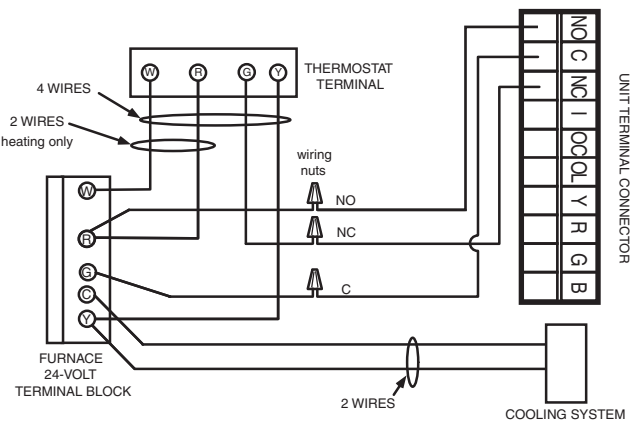 W R G Y
THERMOSTAT
TERMINAL
4 WIRES
2 WIRES
heating only
wiring
nuts
NO
NC
C
W
R
G
C
Y
FURNACE
24-VOLT
TERMINAL BLOCK
2 WIRES
COOLING SYSTEM
NO
C
NC
I
OC
OL
Y
R
G
B
UNIT TERMINAL CONNECTOR